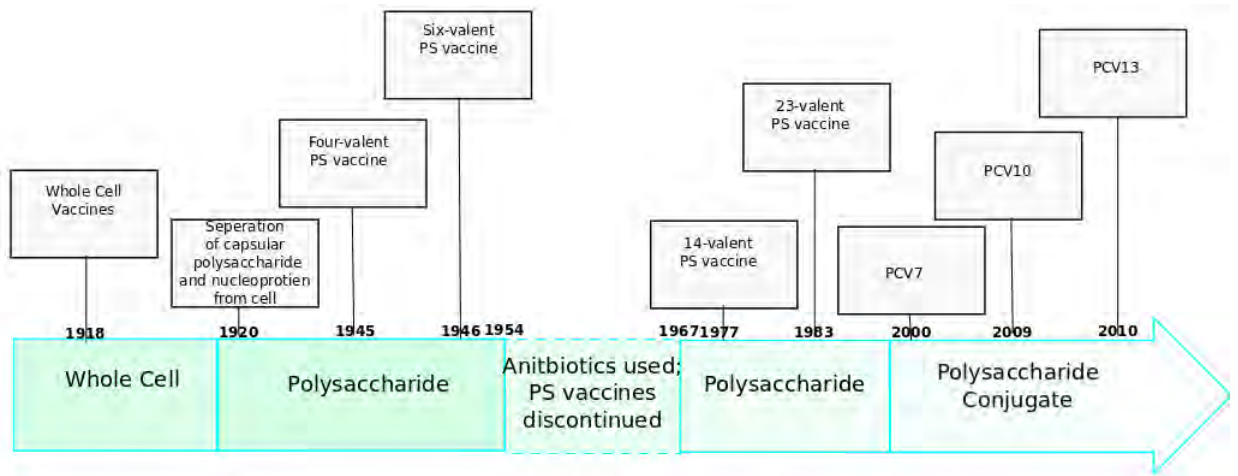 Six-valent
PS vaccine
PCV13
23-valent
PS vaccine
Four-valent
PS vaccine
PCV10
Whole Cell
Vaccines
Seperation
of capsular
polysaccharide
and nucleoprotien
from cell
14-valent
PS vaccine
PCV7
1918
1920
1945
1946
1954
1967
1977
1983
2000
2009
2010
Whole Cell
Polysaccharide
Anitbiotics used;
PS vaccines
discontinued
Polysaccharide
Polysaccharide
Conjugate